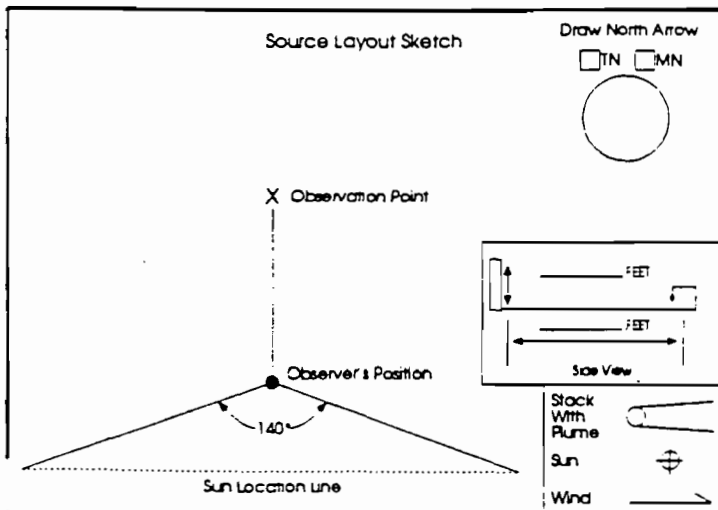 Draw North Arrow
Source Layout Sketch
TN MN
X Observation Point
FEET
FEET
Side View
Observer's Position
140°
Stack
With
Plume
Sun
Sun Location Line
Wind